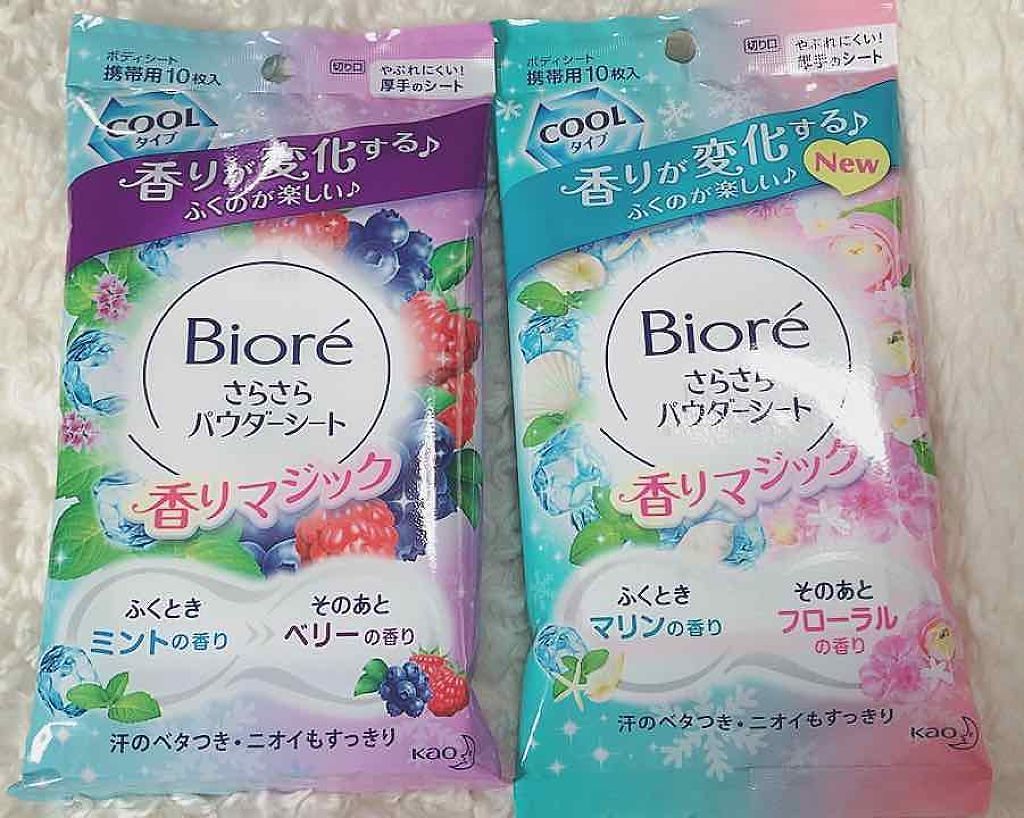 ボディシート
携帯用10枚入
切り口
やぶれにくい!
厚手のシート
COOL
タイプ
香りが変化する♪
ふくのが楽しい♪
Bioré
さらさら
パウダーシート
香りマジック
ふくとき
ミントの香り
そのあと
ベリーの香り
汗のベタつき・ニオイもすっきり
Kao
ボディシート
携帯用10枚入
切り口
やぶれにくい!
厚手のシート
COOL
タイプ
香りが変化する♪
ふくのが楽しい♪
New
Bioré
さらさら
パウダーシート
香りマジック
ふくとき
マリンの香り
そのあと
フローラル
の香り
汗のベタつき・ニオイもすっきり
Kao